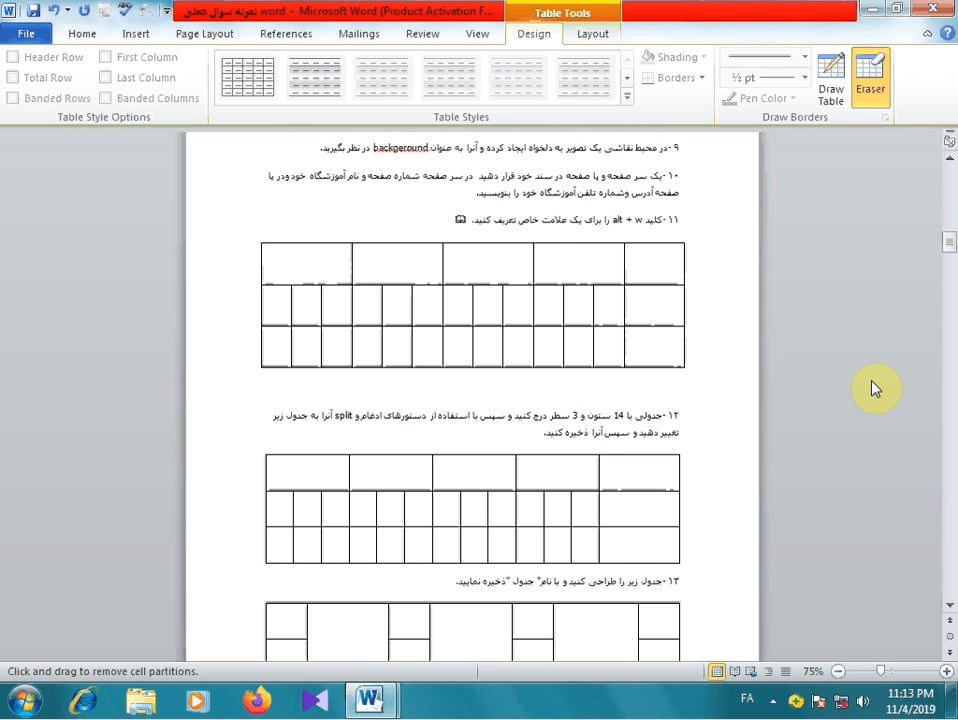 نمونه سوال عملی word - Microsoft Word (Product Activation F...
Table Tools
File Home Insert Page Layout References Mailings Review View Design Layout
Header Row First Column
Total Row Last Column
Banded Rows Banded Columns
Table Style Options
Table Styles
Shading
Borders
½ pt
Pen Color
Draw Table
Eraser
Draw Borders
۹-در محیط نقاشی یک تصویر به دلخواه ایجاد کرده و آنرا به عنوان backgeround در نظر بگیرید.
۱۰-یک سر صفحه و پا صفحه در سند خود قرار دهید در سر صفحه شماره صفحه و نام آموزشگاه خود ودر پا
صفحه آدرس وشماره تلفن آموزشگاه خود را بنویسید.
۱۱-کلید alt + w را برای یک علامت خاص تعریف کنید.
۱۲-جدولی با 14 ستون و 3 سطر درج کنید و سپس با استفاده از دستورهای ادغام و split آنرا به جدول زیر
تغییر دهید و سپس آنرا ذخیره کنید.
۱۳-جدول زیر را طراحی کنید و با نام" جدول "ذخیره نمایید.
Click and drag to remove cell partitions.
75%
FA
11:13 PM
11/4/2019